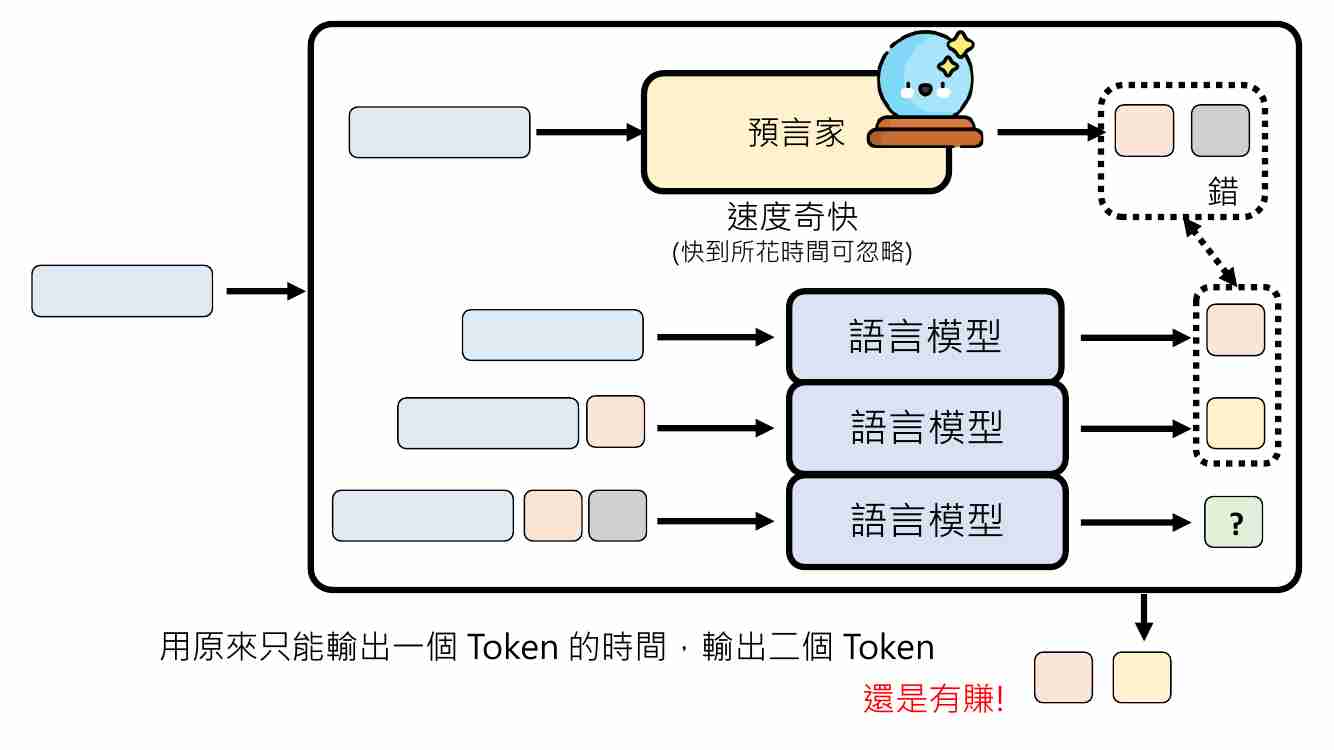 預言家
錯
速度奇快
(快到所花時間可忽略)
語言模型
語言模型
語言模型
?
用原來只能輸出一個 Token 的時間，輸出二個 Token
還是有賺!